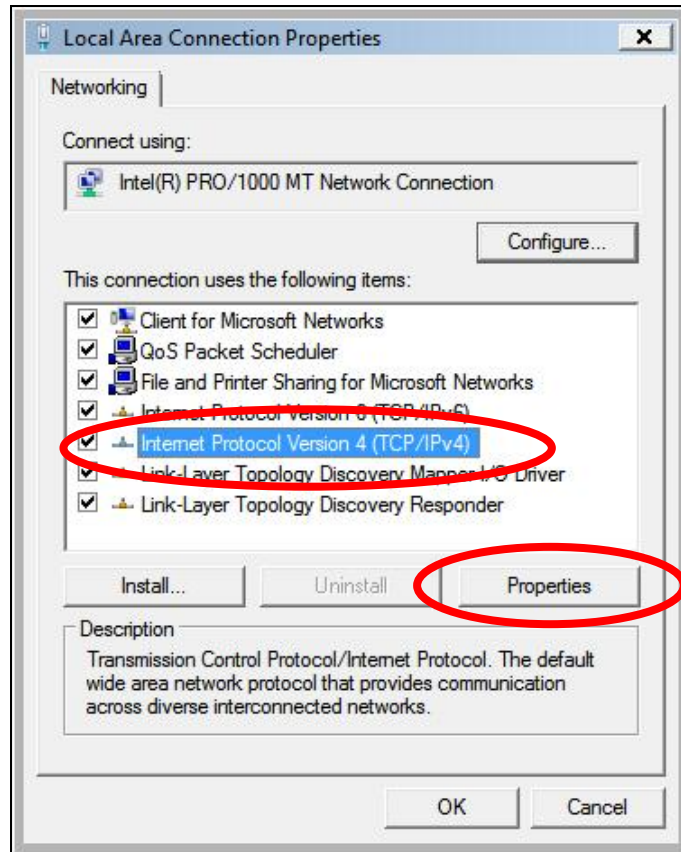 Local Area Connection Properties
Networking
Connect using:
Intel(R) PRO/1000 MT Network Connection
Configure...
This connection uses the following items:
Client for Microsoft Networks
QoS Packet Scheduler
File and Printer Sharing for Microsoft Networks
Internet Protocol Version 6 (TCP/IPv6)
Internet Protocol Version 4 (TCP/IPv4)
Link-Layer Topology Discovery Mapper I/O Driver
Link-Layer Topology Discovery Responder
Install... Uninstall Properties
Description
Transmission Control Protocol/Internet Protocol. The default
wide area network protocol that provides communication
across diverse interconnected networks.
OK Cancel